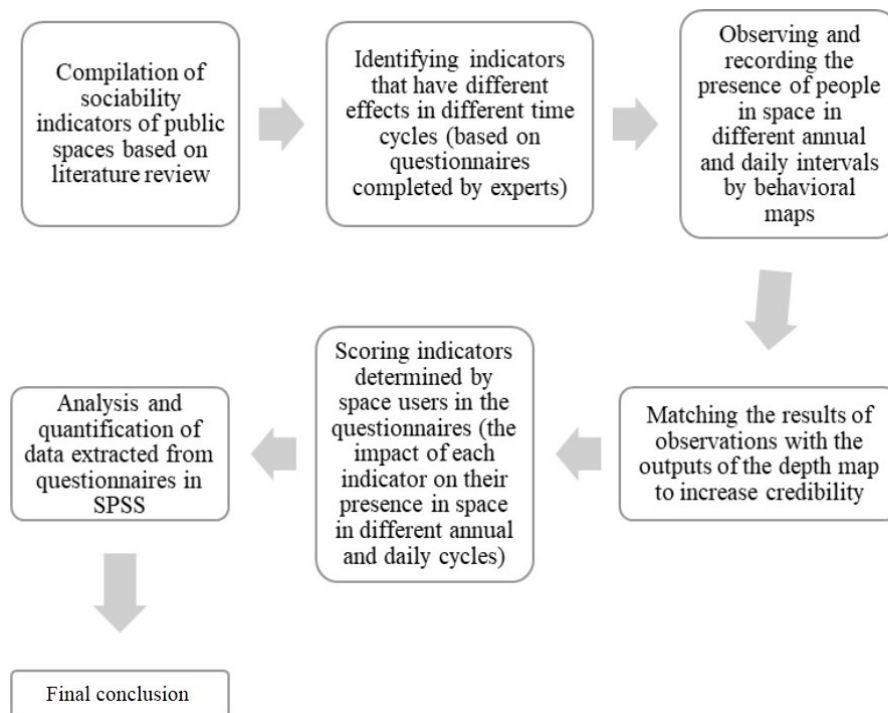 Compilation of
sociability
indicators of public
spaces based on
literature review
Identifying indicators
that have different
effects in different time
cycles (based on
questionnaires
completed by experts)
Observing and
recording the
presence of people
in space in
different annual
and daily intervals
by behavioral
maps
Matching the results of
observations with the
outputs of the depth map
to increase credibility
Scoring indicators
determined by
space users in the
questionnaires (the
impact of each
indicator on their
presence in space
in different annual
and daily cycles)
Analysis and
quantification of
data extracted from
questionnaires in
SPSS
Final conclusion